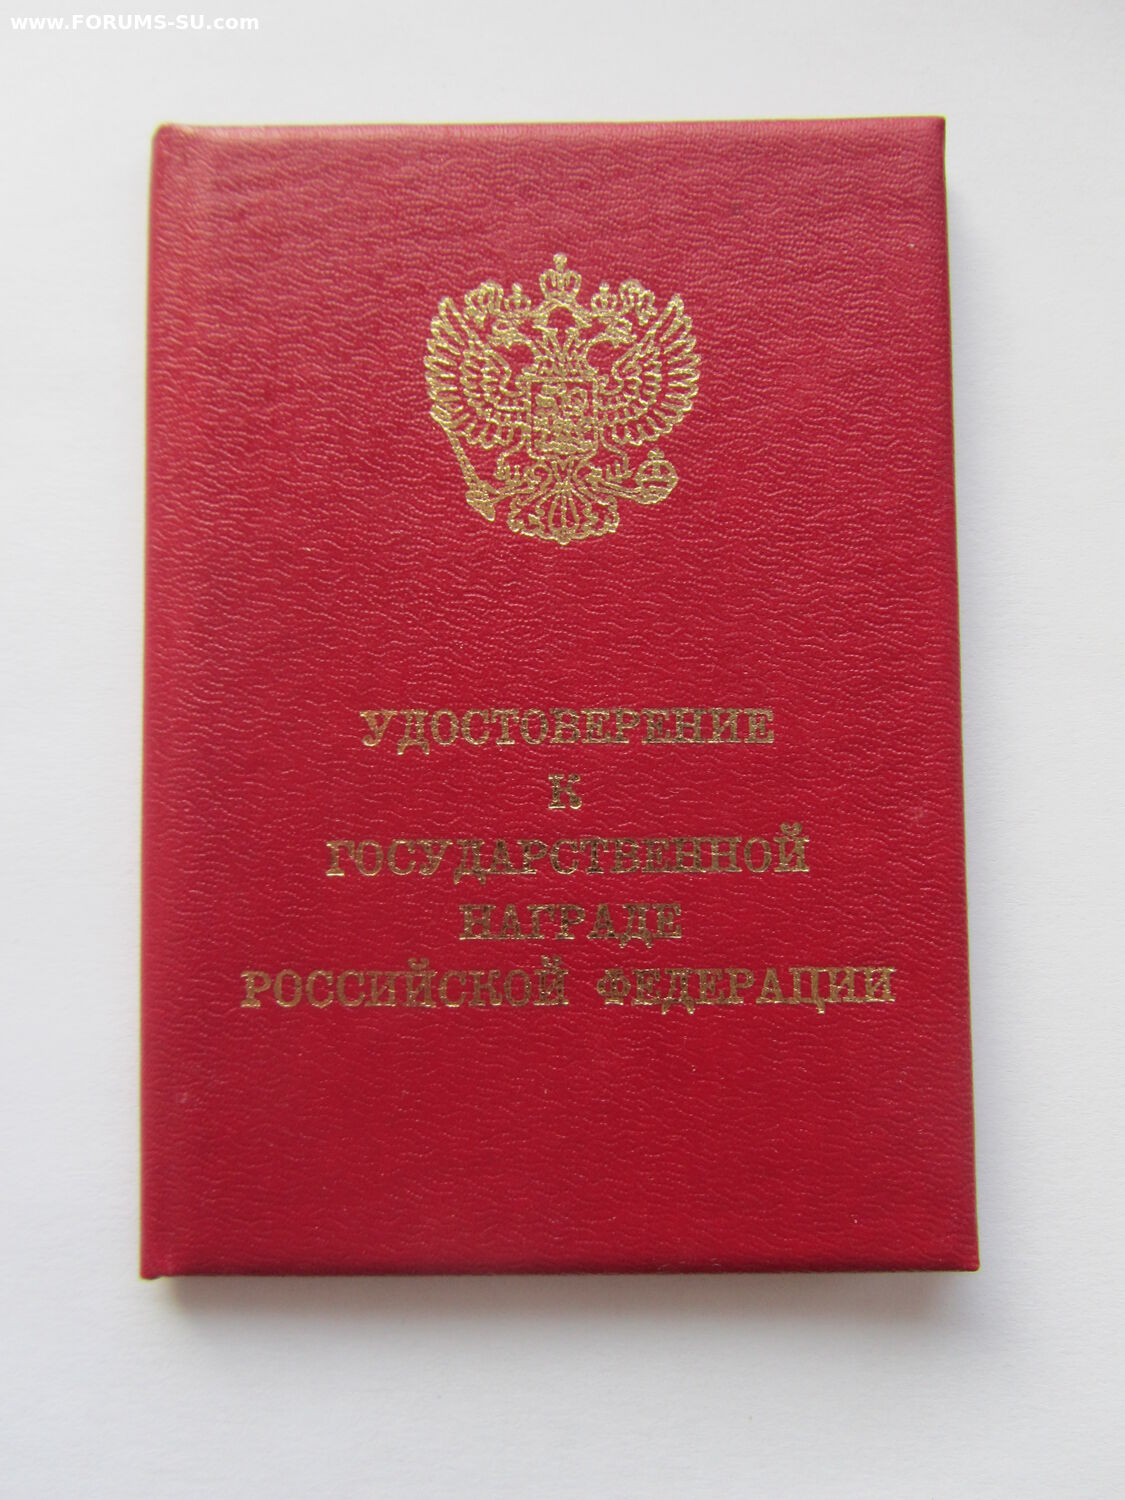 www.FORUMS-SU.com
УДОСТОВЕРЕНИЕ
К
ГОСУДАРСТВЕННОЙ
НАГРАДЕ
РОССИЙСКОЙ ФЕДЕРАЦИИ